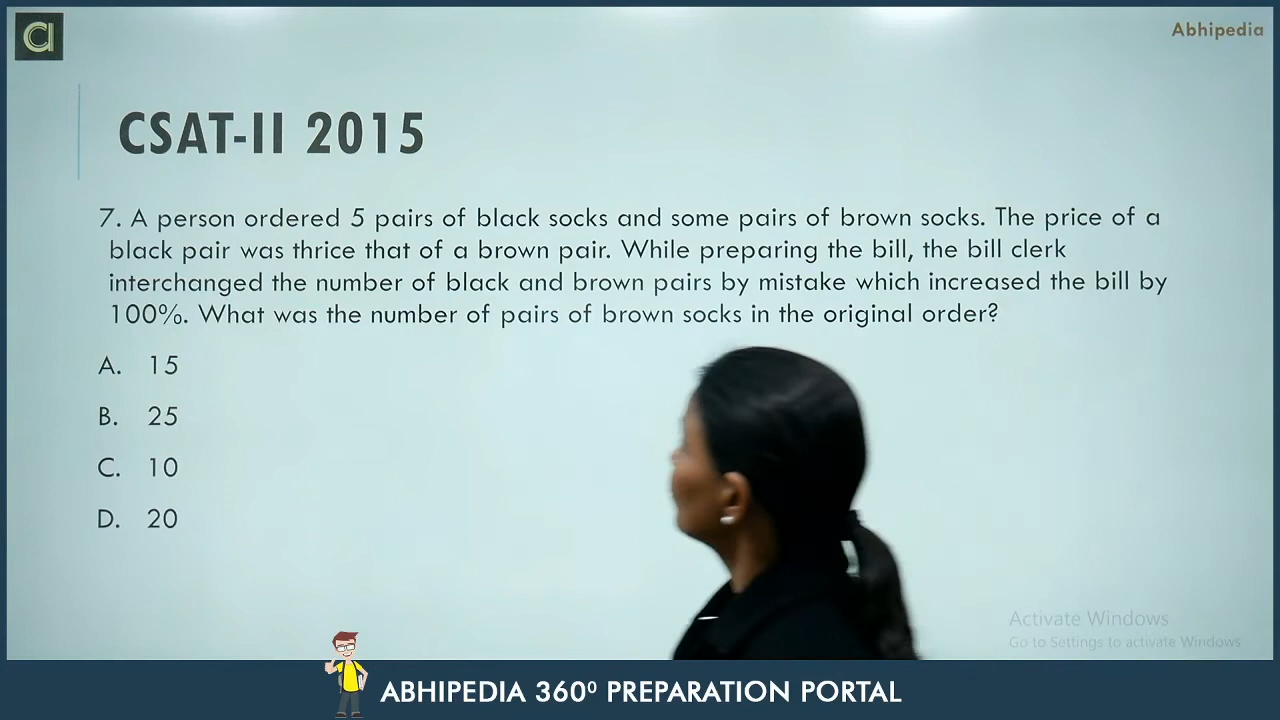 Abhipedia
CSAT-II 2015
7. A person ordered 5 pairs of black socks and some pairs of brown socks. The price of a
black pair was thrice that of a brown pair. While preparing the bill, the bill clerk
interchanged the number of black and brown pairs by mistake which increased the bill by
100%. What was the number of pairs of brown socks in the original order?
A. 15
B. 25
C. 10
D. 20
Activate Windows
Go to Settings to activate Windows
ABHIPEDIA 360⁰ PREPARATION PORTAL